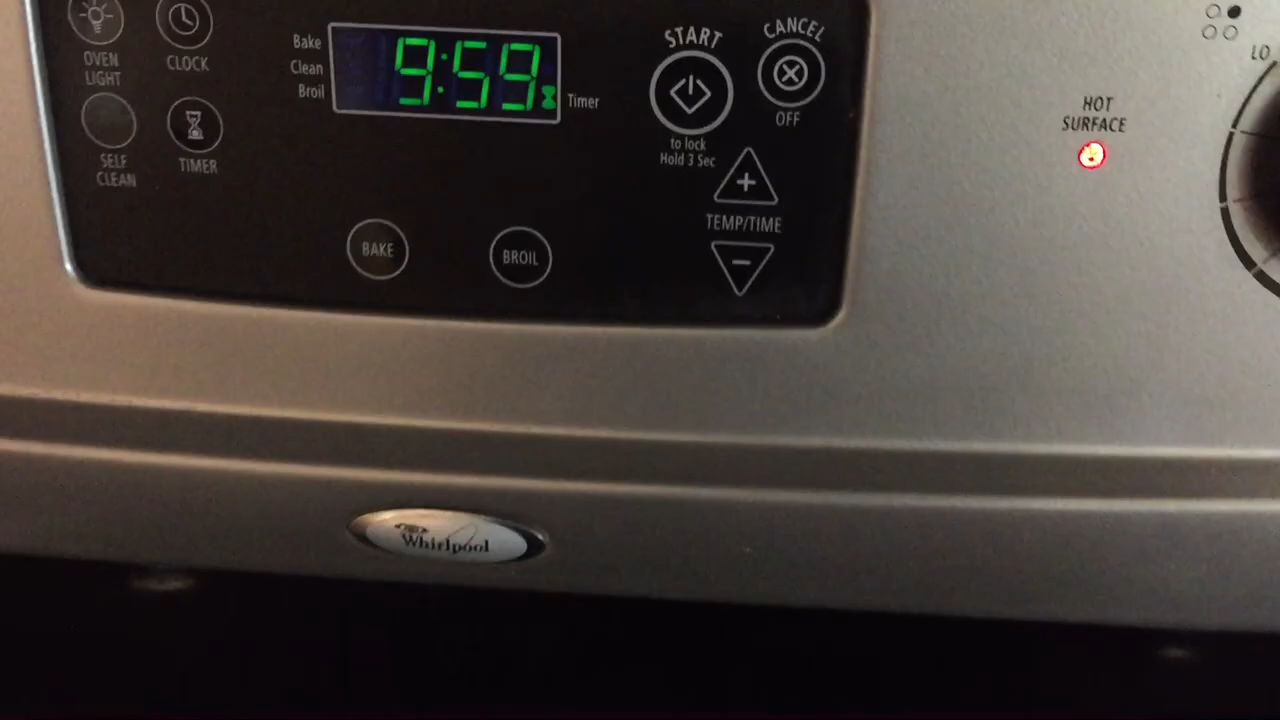 OVEN
LIGHT
CLOCK
SELF
CLEAN
TIMER
Bake
Clean
Broil
9:59
Timer
BAKE
BROIL
START
to lock
Hold 3 Sec
CANCEL
OFF
TEMP/TIME
HOT
SURFACE
LO
Whirlpool